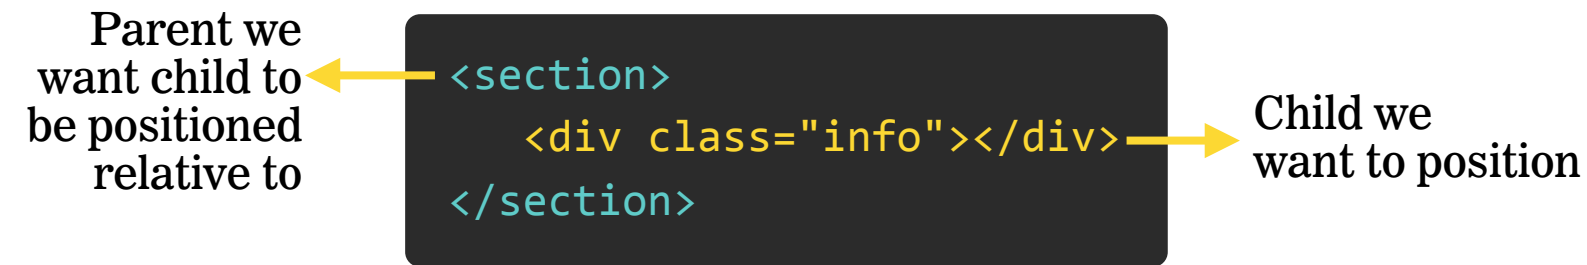 Parent we
want child to
be positioned
relative to
<section>
<div class="info"></div>
</section>
Child we
want to position